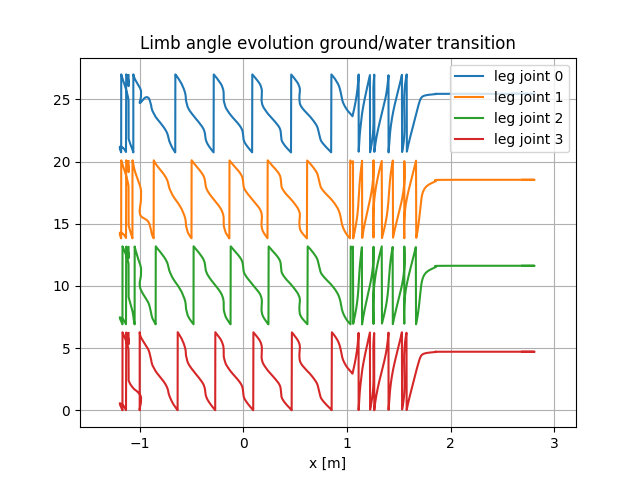 Limb angle evolution ground/water transition
leg joint 0
leg joint 1
leg joint 2
leg joint 3
25
20
15
10
5
0
−1
0
1
2
3
x [m]